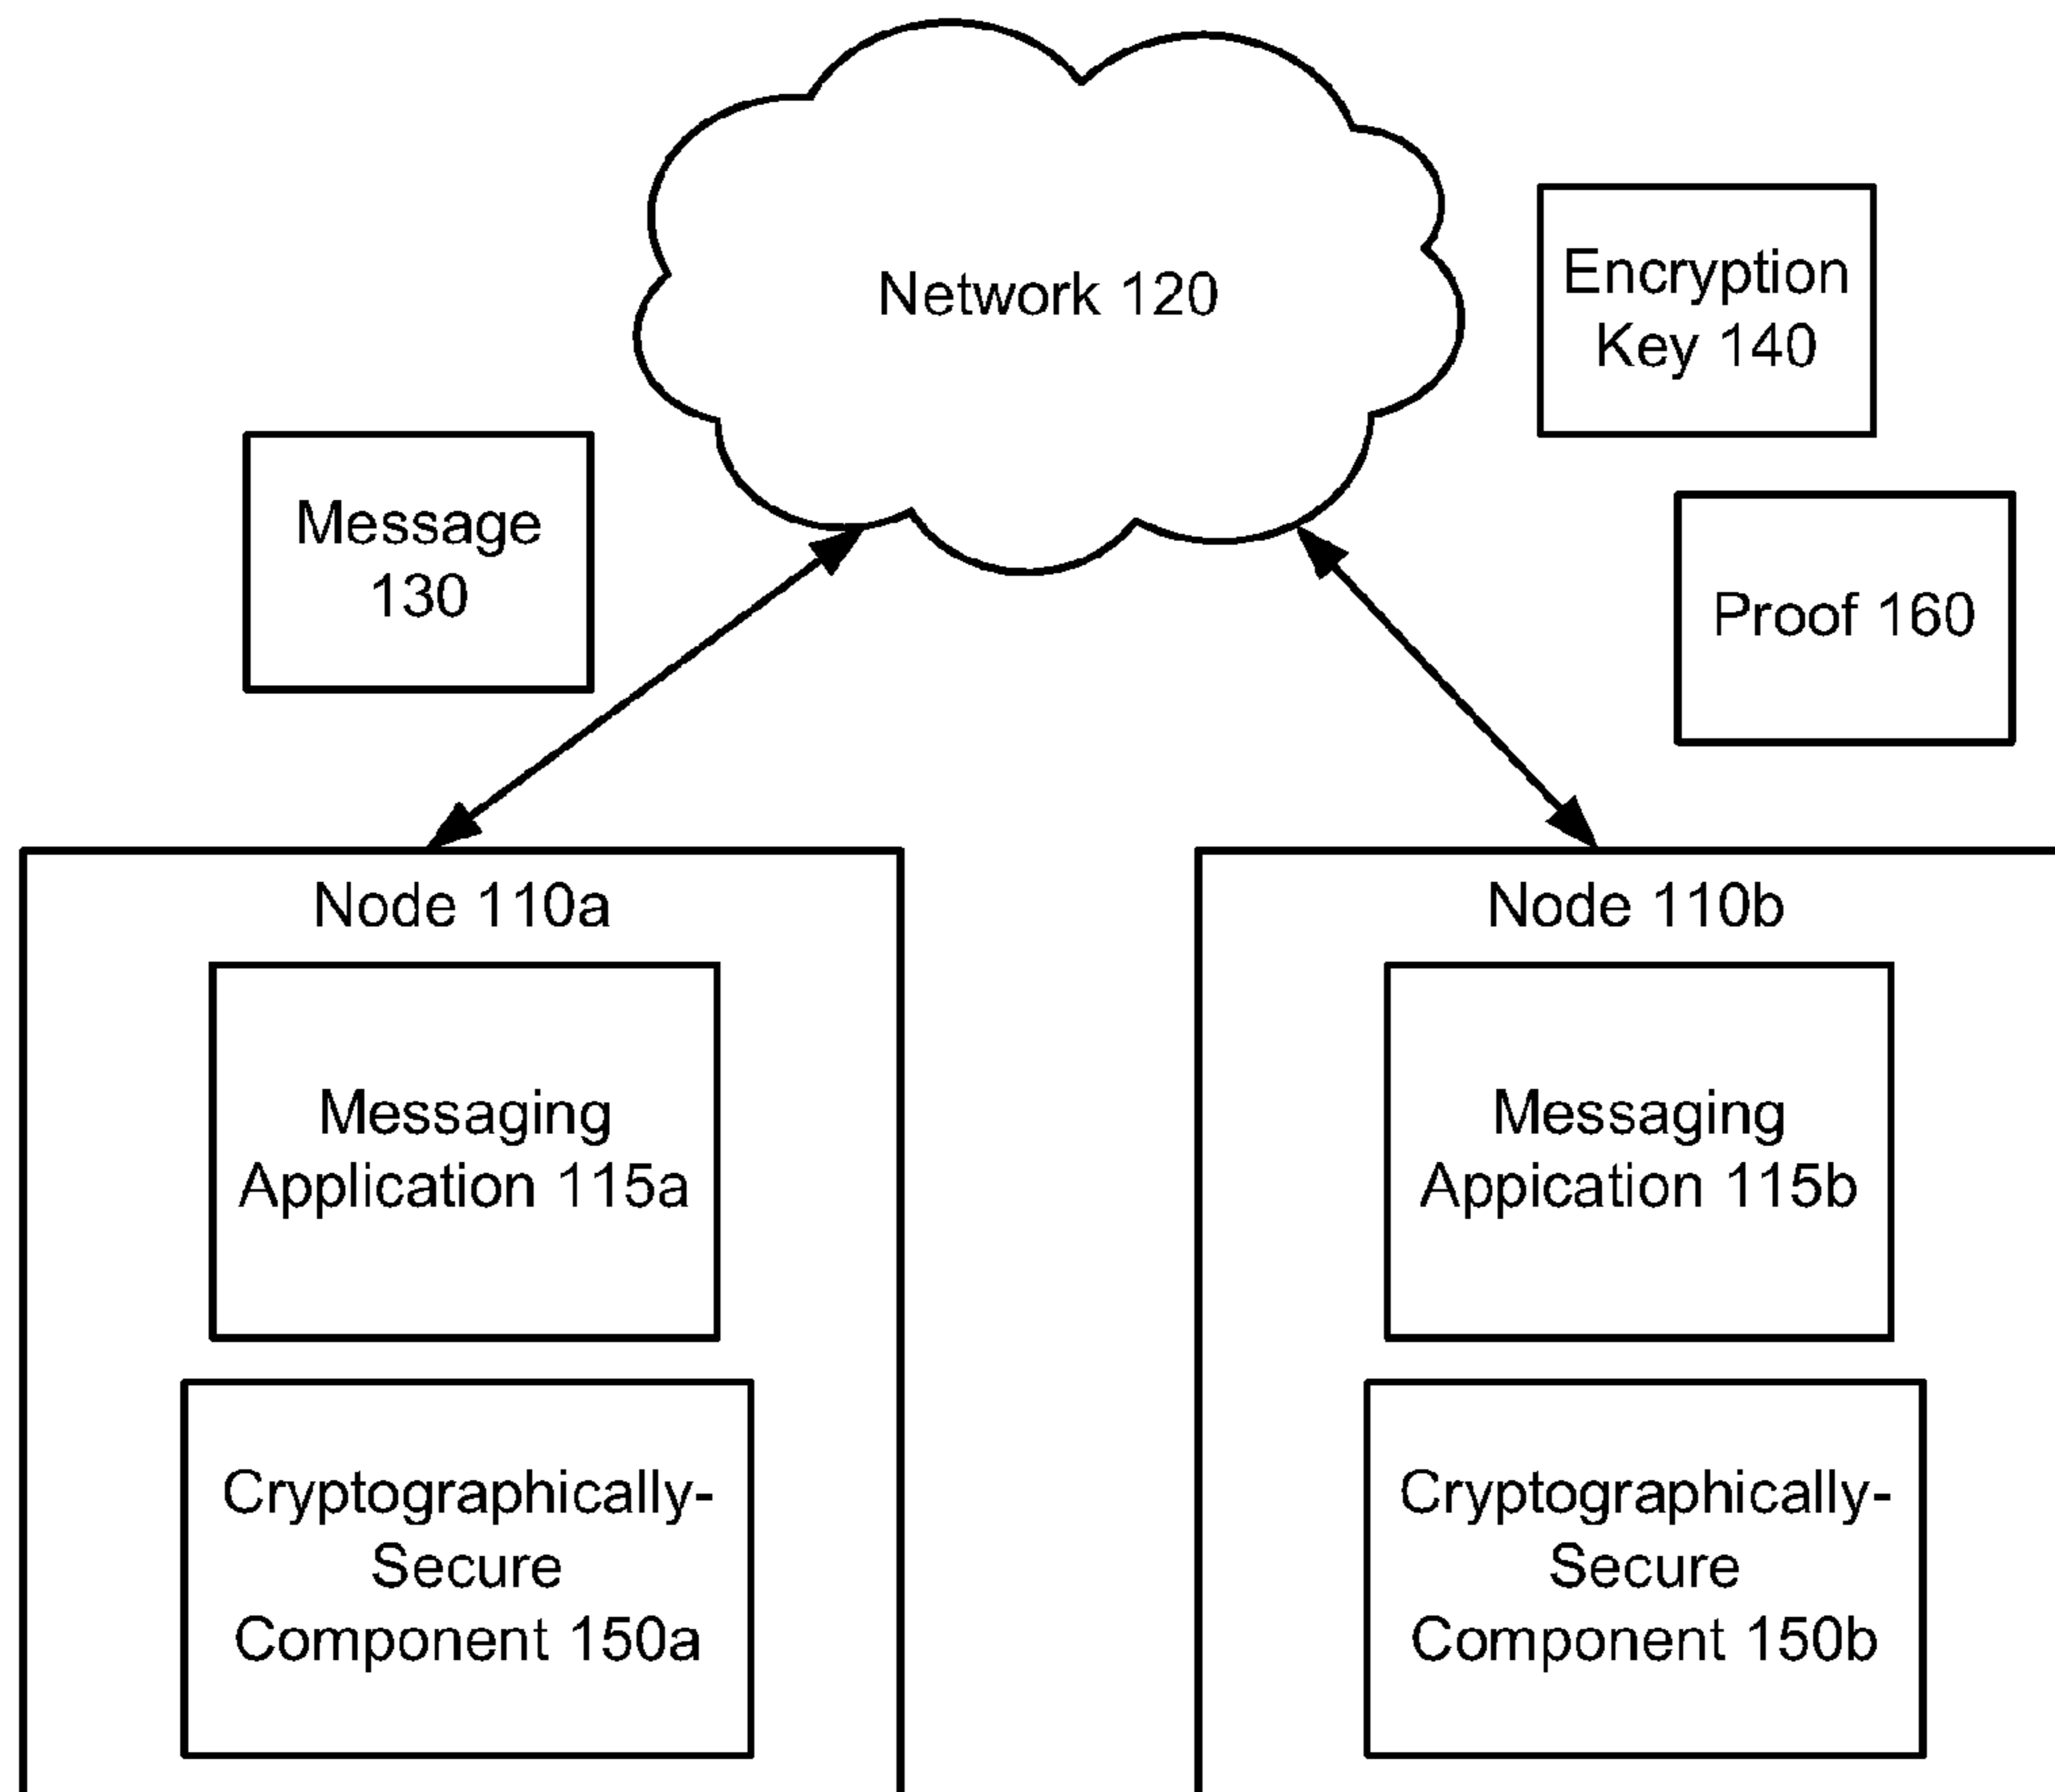 Network 120
Encryption
Key 140
Message
130
Proof 160
Node 110a
Messaging
Application 115a
Cryptographically-
Secure
Component 150a
Node 110b
Messaging
Appication 115b
Cryptographically-
Secure
Component 150b